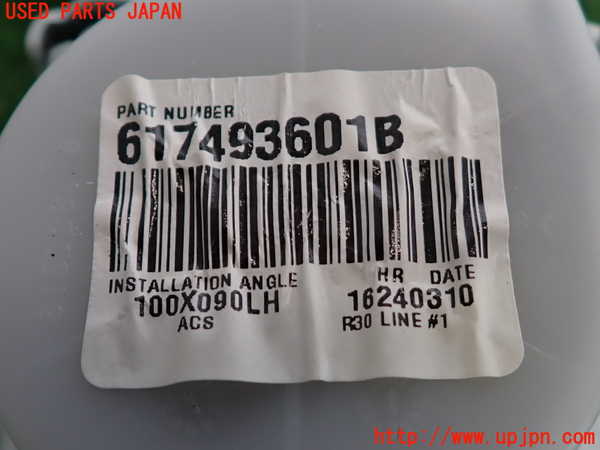 USED PARTS JAPAN
PART NUMBER
617493601B
INSTALLATION ANGLE
100X090LH
ACS
HR DATE
16240310
R30 LINE #1
http://www.upjpn.com/